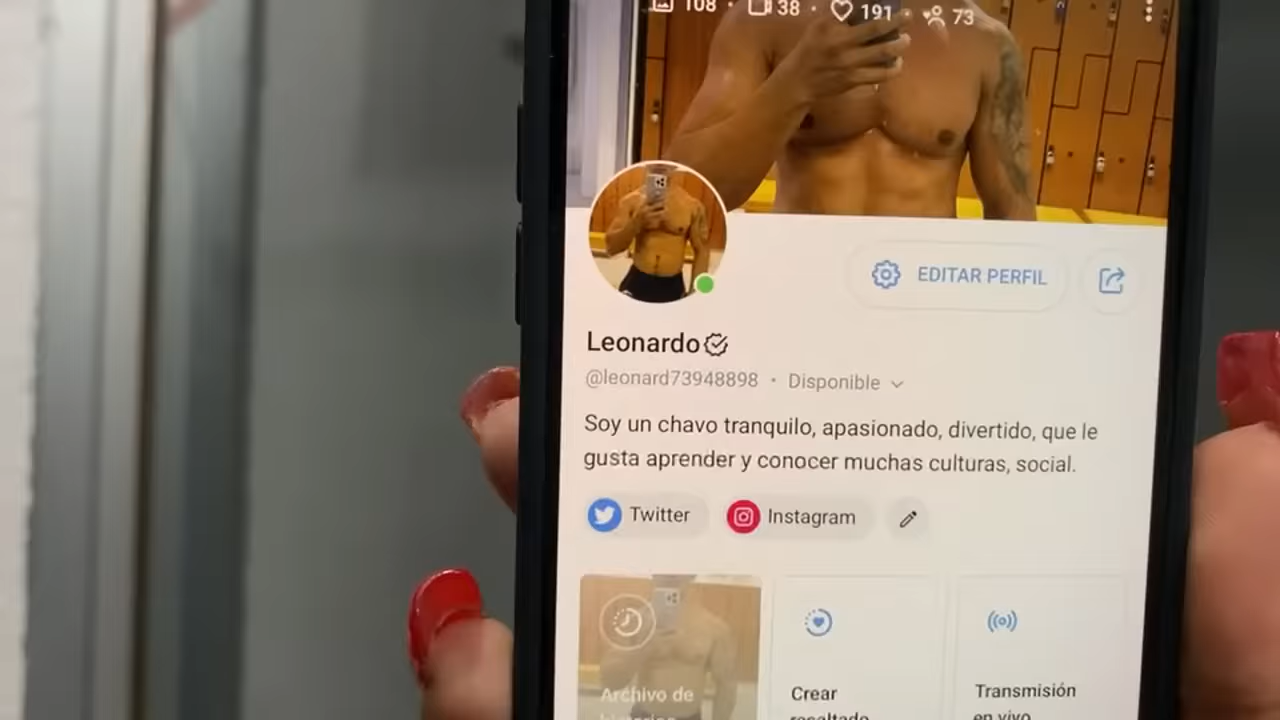 108 · 38 · 191 · 73
EDITAR PERFIL
Leonardo
@leonard73948898 · Disponible
Soy un chavo tranquilo, apasionado, divertido, que le
gusta aprender y conocer muchas culturas, social.
Twitter Instagram
Archivo de
Crear
resaltado
Transmisión
en vivo